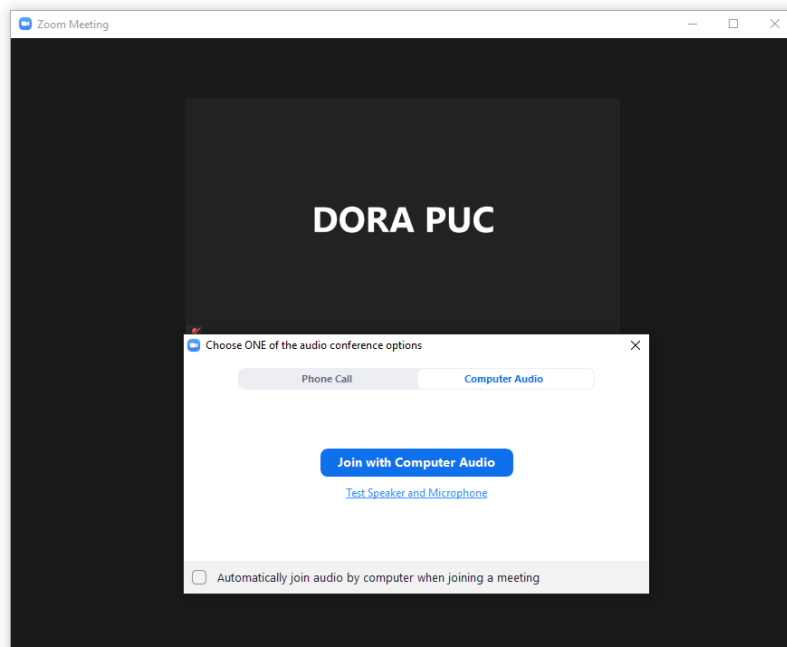 Zoom Meeting
DORA PUC
Choose ONE of the audio conference options
Phone Call
Computer Audio
Join with Computer Audio
Test Speaker and Microphone
Automatically join audio by computer when joining a meeting